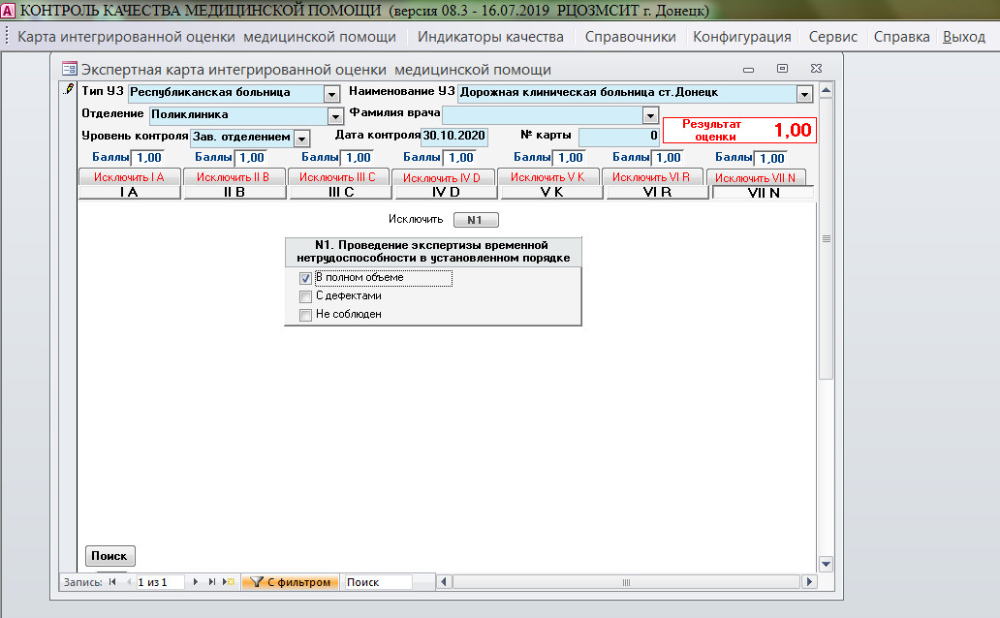 A КОНТРОЛЬ КАЧЕСТВА МЕДИЦИНСКОЙ ПОМОЩИ (версия 08.3 - 16.07.2019 РЦОЗМСИТ г. Донецк)
Карта интегрированной оценки медицинской помощи Индикаторы качества Справочники Конфигурация Сервис Справка Выход
Экспертная карта интегрированной оценки медицинской помощи
Тип УЗ Республиканская больница Наименование УЗ Дорожная клиническая больница ст.Донецк
Отделение Поликлиника Фамилия врача
Уровень контроля Зав. отделением Дата контроля 30.10.2020 № карты 0 Результат оценки 1,00
Баллы 1,00 Баллы 1,00 Баллы 1,00 Баллы 1,00 Баллы 1,00 Баллы 1,00 Баллы 1,00
Исключить I A Исключить II B Исключить III C Исключить IV D Исключить V K Исключить VI R Исключить VII N
I A II B III C IV D V K VI R VII N
Исключить N1
N1. Проведение экспертизы временной
нетрудоспособности в установленном порядке
В полном объеме
С дефектами
Не соблюден
Поиск
Запись: 1 из 1 С фильтром Поиск